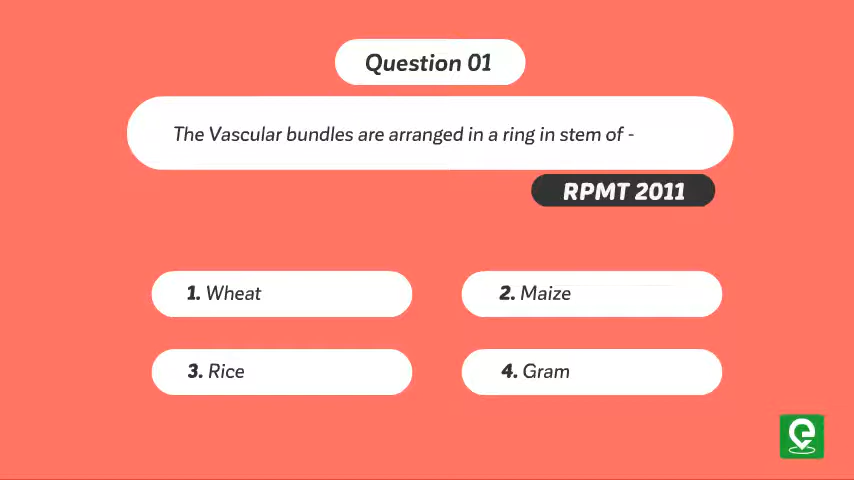 Question 01
The Vascular bundles are arranged in a ring in stem of -
RPMT 2011
1. Wheat
2. Maize
3. Rice
4. Gram